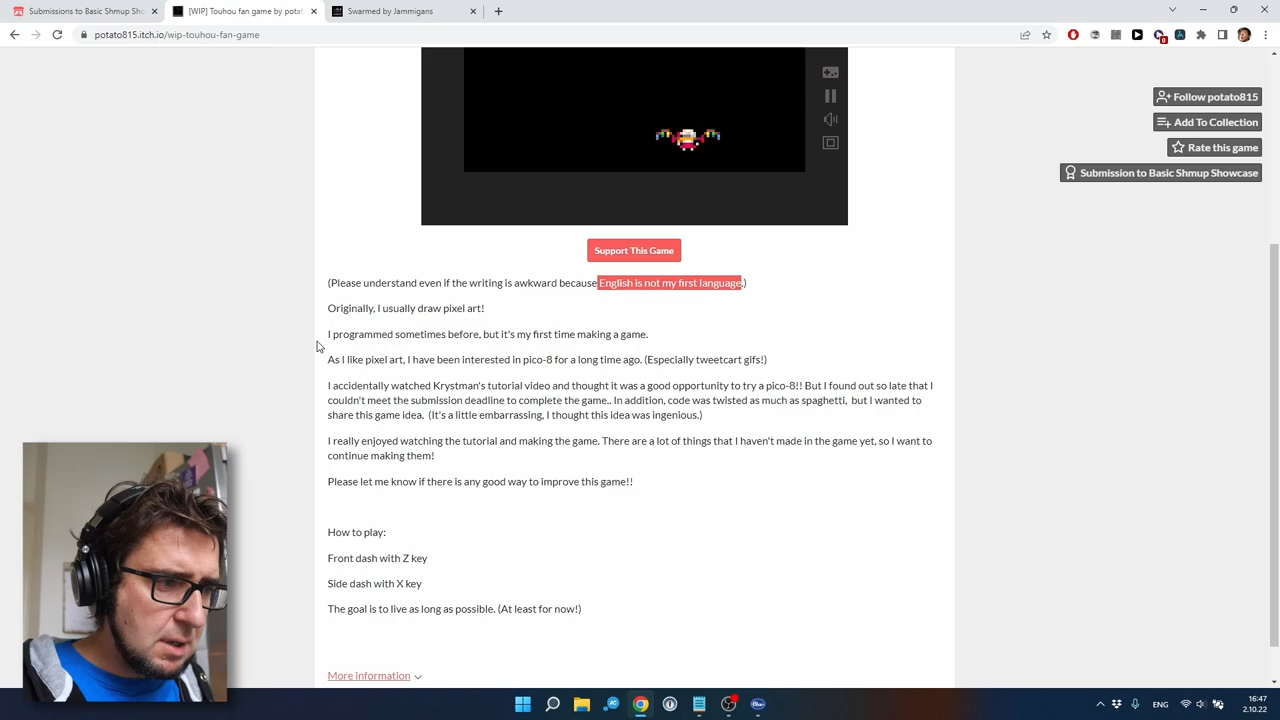 Submissions to Basic Shmup Sho
[WIP] Touhou fan game by pota
Swarmed by Jammigans
potato815.itch.io/wip-touhou-fan-game
Follow potato815
Add To Collection
Rate this game
Submission to Basic Shmup Showcase
Support This Game
(Please understand even if the writing is awkward because English is not my first language.)
Originally, I usually draw pixel art!
I programmed sometimes before, but it's my first time making a game.
As I like pixel art, I have been interested in pico-8 for a long time ago. (Especially tweetcart gifs!)
I accidentally watched Krystman's tutorial video and thought it was a good opportunity to try a pico-8!! But I found out so late that I
couldn't meet the submission deadline to complete the game.. In addition, code was twisted as much as spaghetti, but I wanted to
share this game idea. (It's a little embarrassing, I thought this idea was ingenious.)
I really enjoyed watching the tutorial and making the game. There are a lot of things that I haven't made in the game yet, so I want to
continue making them!
Please let me know if there is any good way to improve this game!!
How to play:
Front dash with Z key
Side dash with X key
The goal is to live as long as possible. (At least for now!)
More information
ENG
16:47
2.10.22